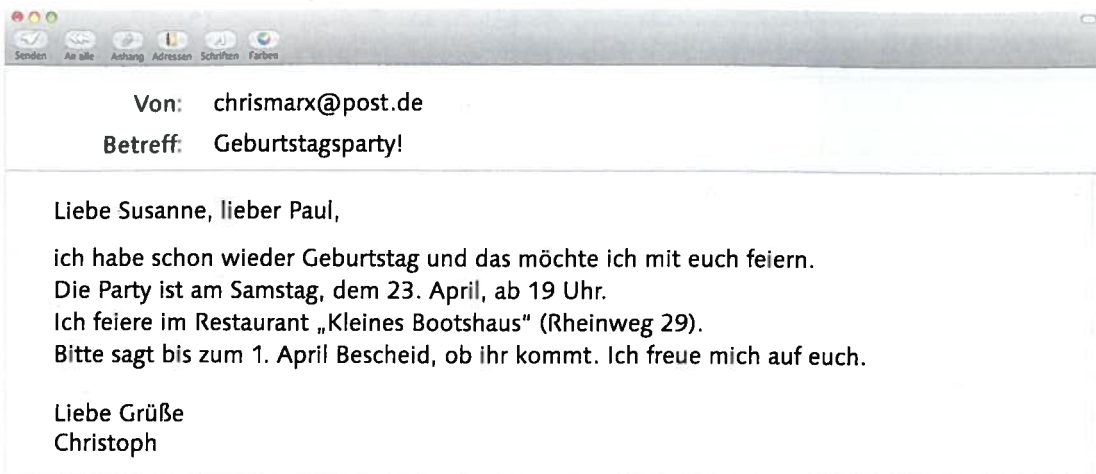 Senden An alle Anhang Adressen Schriften Farben
Von: chrismarx@post.de
Betreff: Geburtstagsparty!
Liebe Susanne, lieber Paul,
ich habe schon wieder Geburtstag und das möchte ich mit euch feiern.
Die Party ist am Samstag, dem 23. April, ab 19 Uhr.
Ich feiere im Restaurant „Kleines Bootshaus“ (Rheinweg 29).
Bitte sagt bis zum 1. April Bescheid, ob ihr kommt. Ich freue mich auf euch.
Liebe Grüße
Christoph